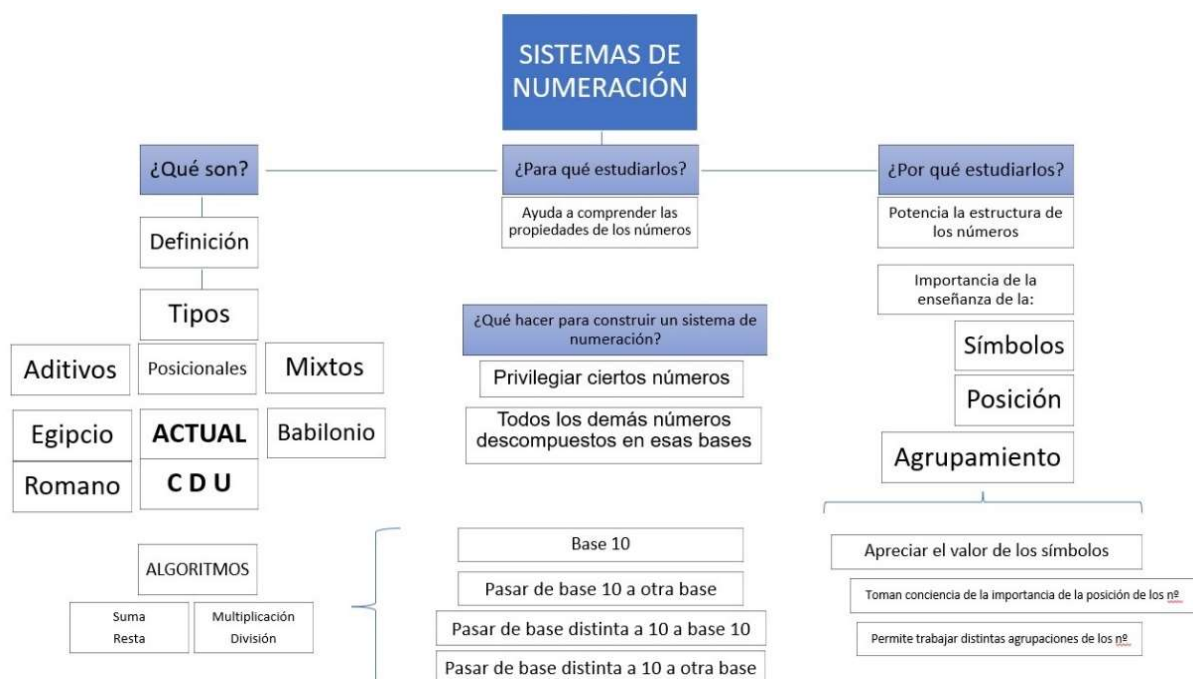 SISTEMAS DE
NUMERACIÓN
¿Qué son?
Definición
Tipos
Aditivos
Posicionales
Mixtos
Egipcio
ACTUAL
Babilonio
Romano
C D U
ALGORITMOS
Suma
Resta
Multiplicación
División
¿Para qué estudiarlos?
Ayuda a comprender las
propiedades de los números
¿Qué hacer para construir un sistema de
numeración?
Privilegiar ciertos números
Todos los demás números
descompuestos en esas bases
Base 10
Pasar de base 10 a otra base
Pasar de base distinta a 10 a base 10
Pasar de base distinta a 10 a otra base
¿Por qué estudiarlos?
Potencia la estructura de
los números
Importancia de la
enseñanza de la:
Símbolos
Posición
Agrupamiento
Apreciar el valor de los símbolos
Toman conciencia de la importancia de la posición de los nº
Permite trabajar distintas agrupaciones de los nº